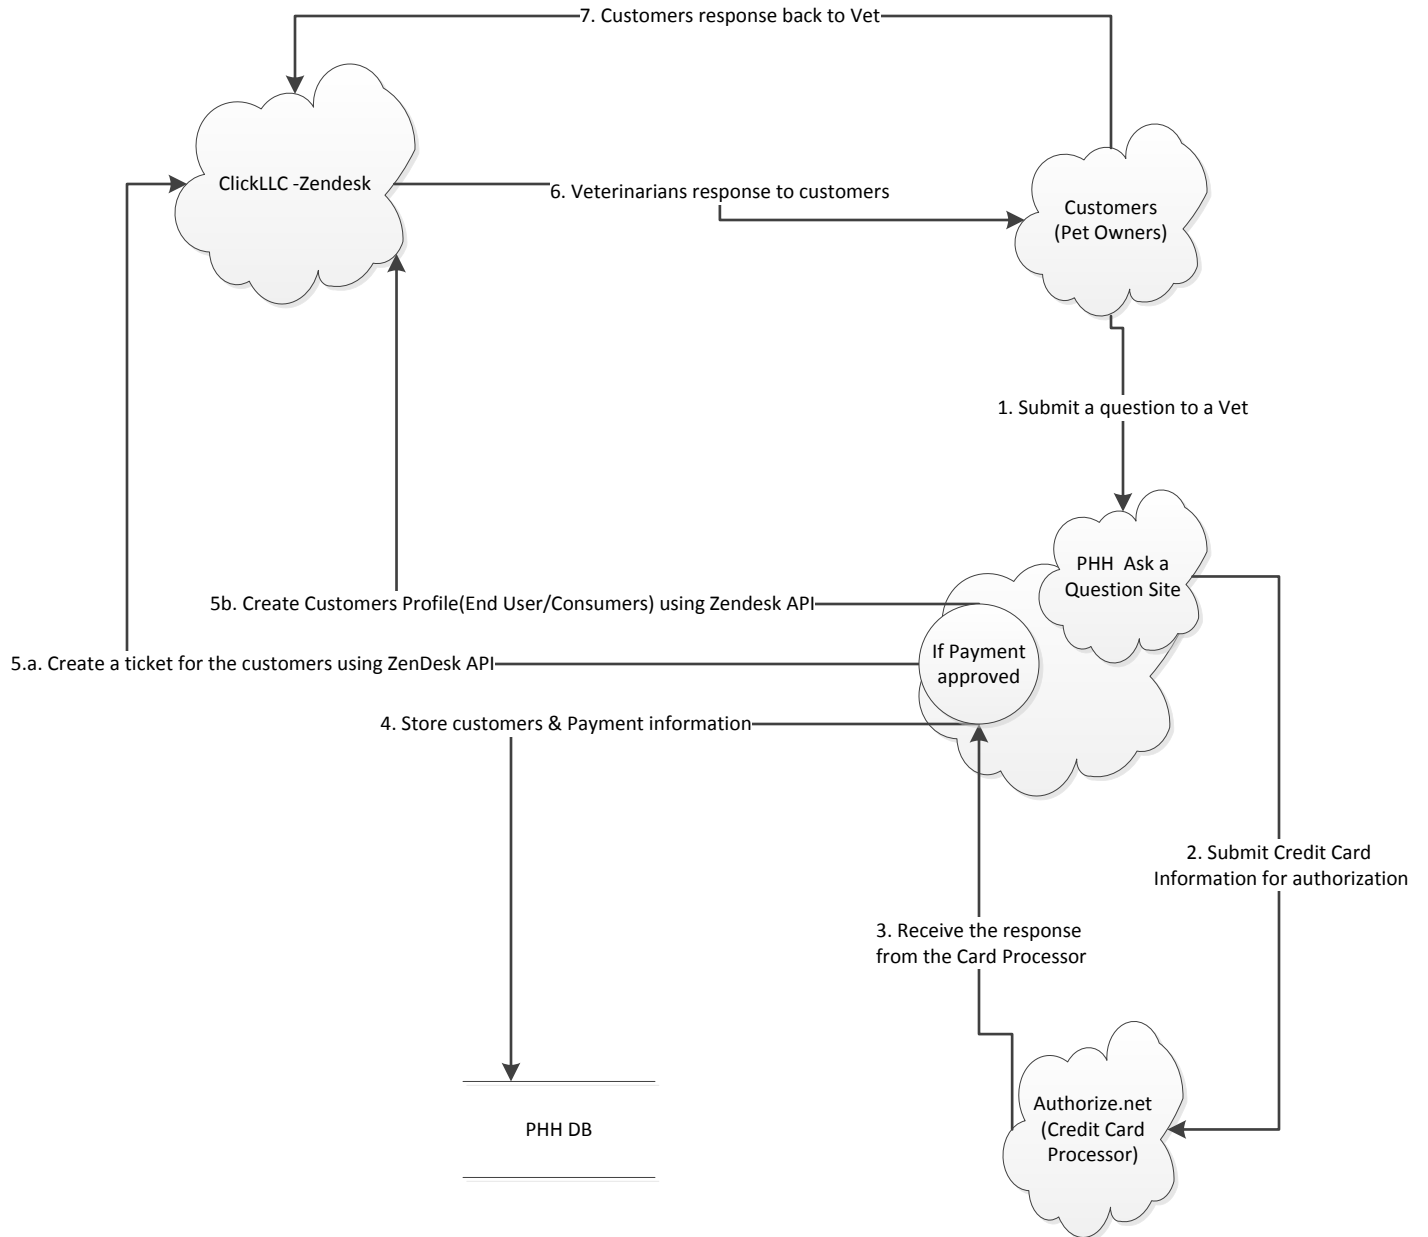 7. Customers response back to Vet
ClickLLC -Zendesk
6. Veterinarians response to customers
Customers
(Pet Owners)
1. Submit a question to a Vet
PHH  Ask a
Question Site
5b. Create Customers Profile(End User/Consumers) using Zendesk API
If Payment
approved
5.a. Create a ticket for the customers using ZenDesk API
4. Store customers & Payment information
2. Submit Credit Card
Information for authorization
3. Receive the response
from the Card Processor
Authorize.net
(Credit Card
Processor)
PHH DB